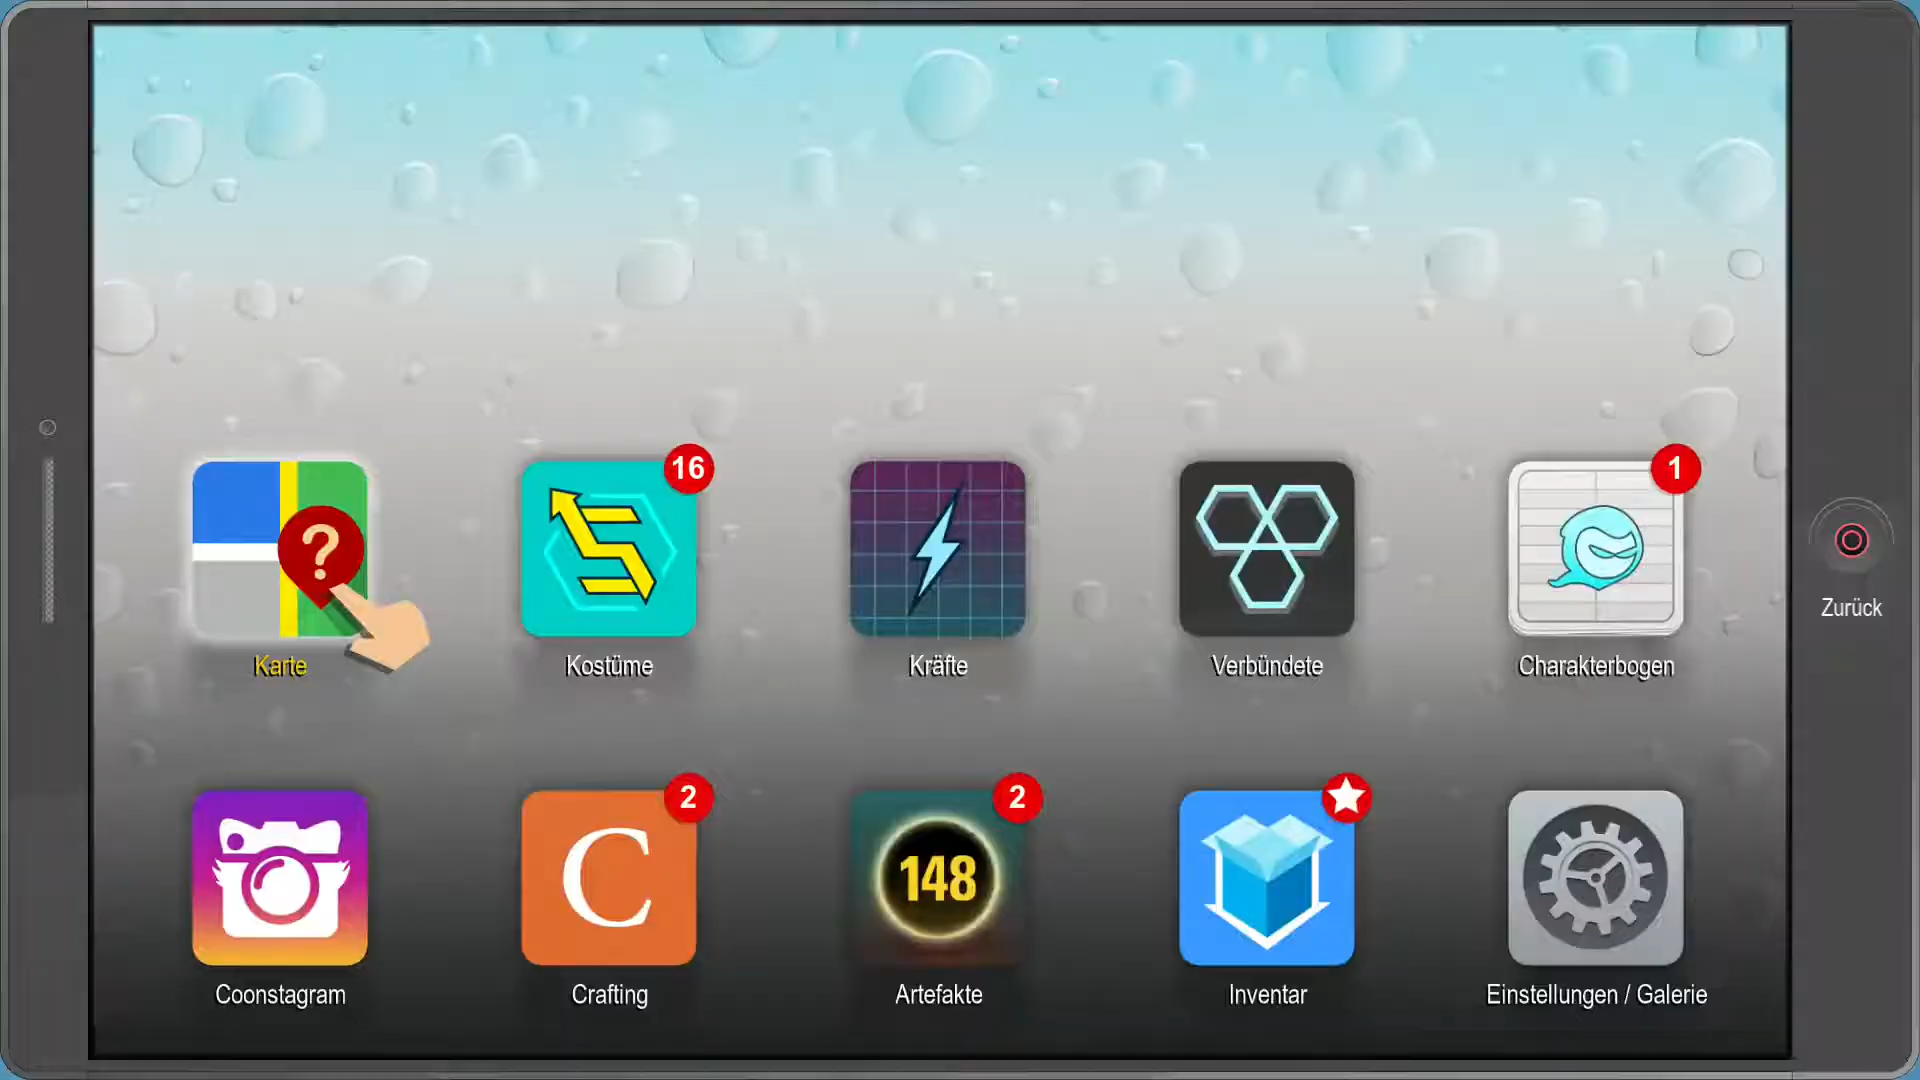 ?
16
1
Karte
Kostüme
Kräfte
Verbündete
Charakterbogen
Zurück
2
2
C
148
Coonstagram
Crafting
Artefakte
Inventar
Einstellungen / Galerie